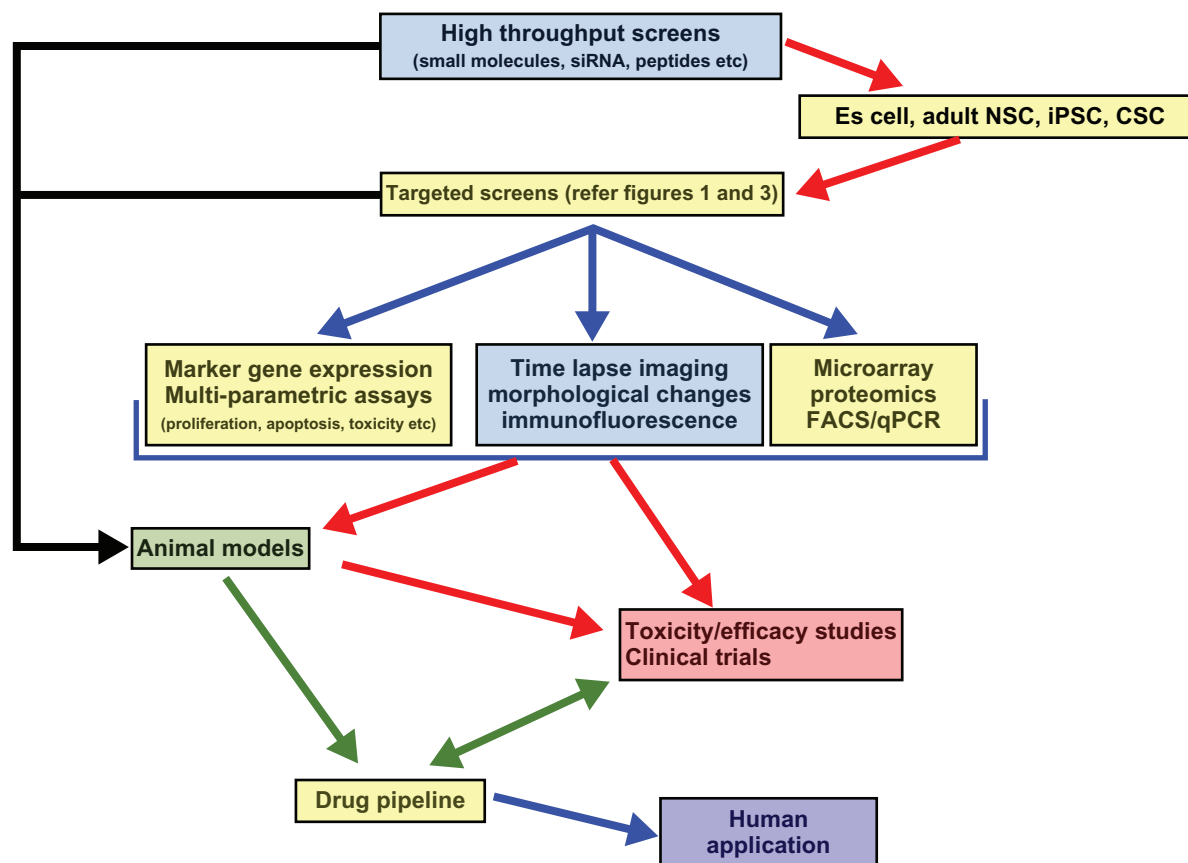 High throughput screens
(small molecules, siRNA, peptides etc)
Es cell, adult NSC, iPSC, CSC
Targeted screens (refer figures 1 and 3)
Marker gene expression
Multi-parametric assays
(proliferation, apoptosis, toxicity etc)
Time lapse imaging
morphological changes
immunofluorescence
Microarray
proteomics
FACS/qPCR
Animal models
Toxicity/efficacy studies
Clinical trials
Drug pipeline
Human
application